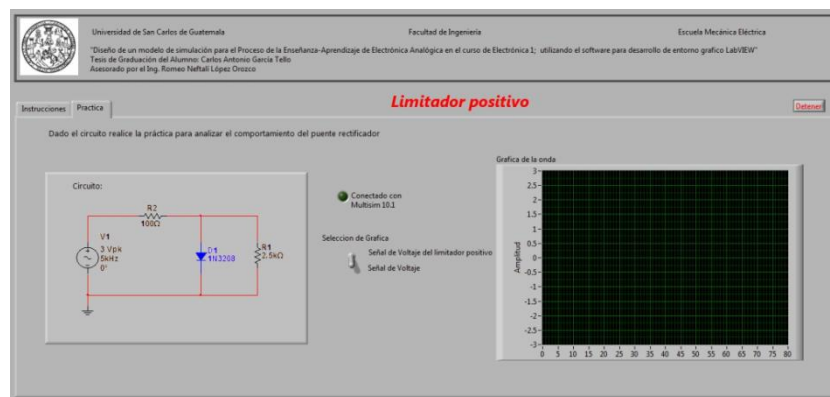 Universidad de San Carlos de Guatemala
Facultad de Ingeniería
Escuela Mecánica Eléctrica
"Diseño de un modelo de simulación para el Proceso de la Enseñanza-Aprendizaje de Electrónica Analógica en el curso de Electrónica 1; utilizando el software para desarrollo de entorno grafico LabVIEW"
Tesis de Graduación del Alumno: Carlos Antonio García Tello
Asesorado por el Ing. Romeo Neftalí López Orozco
Instrucciones
Practica
Limitador positivo
Detener
Dado el circuito realice la práctica para analizar el comportamiento del puente rectificador
Circuito:
R2
100Ω
V1
3 Vpk
5kHz
0°
D1
1N3208
R1
2.5kΩ
Conectado con
Multisim 10.1
Seleccion de Grafica
Señal de Voltaje del limitador positivo
Señal de Voltaje
Grafica de la onda
Amplitud
3
2.5
2
1.5
1
0.5
0
-0.5
-1
-1.5
-2
-2.5
-3
0 5 10 15 20 25 30 35 40 45 50 55 60 65 70 75 80